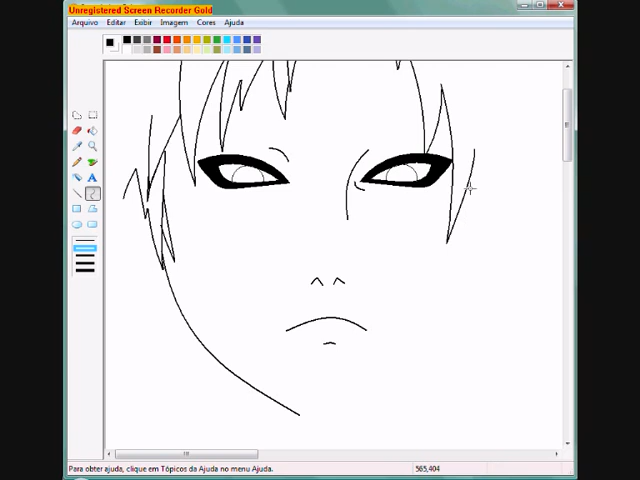 Unregistered Screen Recorder Gold
Arquivo Editar Exibir Imagem Cores Ajuda
A
Para obter ajuda, clique em Tópicos da Ajuda no menu Ajuda.
565,404